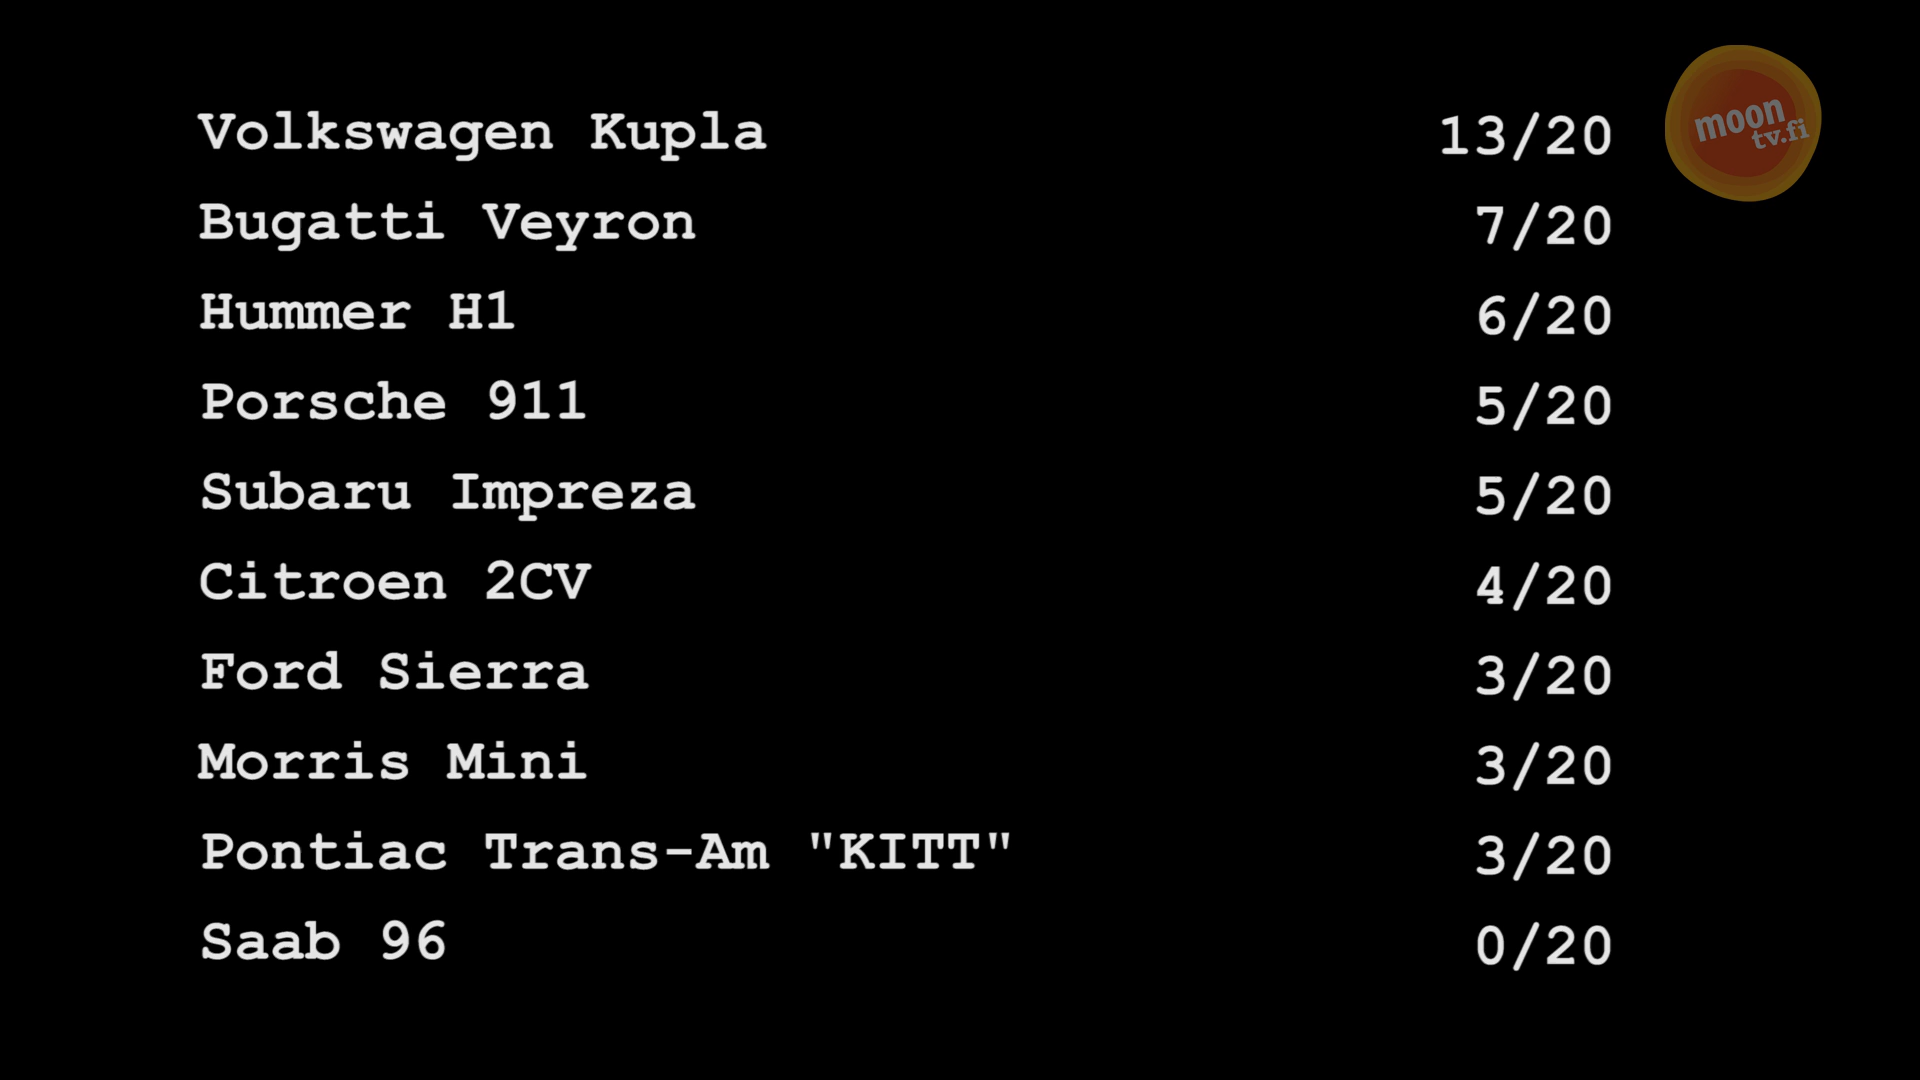 Volkswagen Kupla 13/20
Bugatti Veyron 7/20
Hummer H1 6/20
Porsche 911 5/20
Subaru Impreza 5/20
Citroen 2CV 4/20
Ford Sierra 3/20
Morris Mini 3/20
Pontiac Trans-Am "KITT" 3/20
Saab 96 0/20
moon
tv.fi